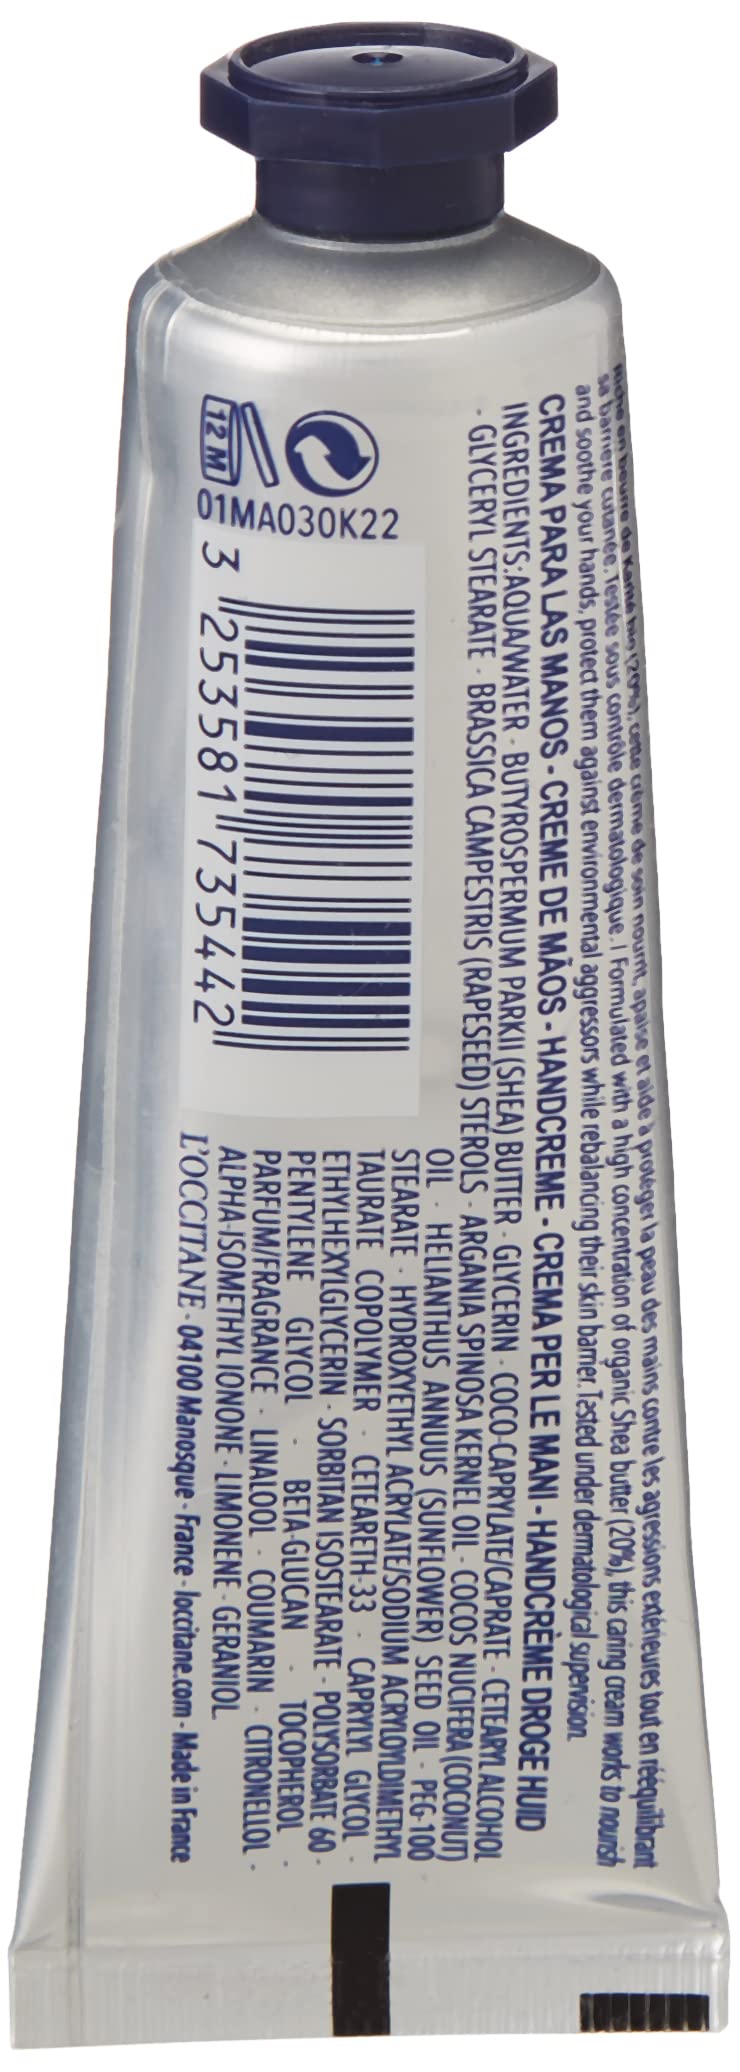 Riche en beurre de Karité bio (20%), cette crème de soin nourrit, apaise et aide à protéger la peau des mains contre les agressions extérieures tout en rééquilibrant
sa barrière cutanée. Testée sous contrôle dermatologique. / Formulated with a high concentration of organic Shea butter (20%), this caring cream works to nourish
and soothe your hands, protect them against environmental aggressors while rebalancing their skin barrier. Tested under dermatological supervision.
CREMA PARA LAS MANOS - CREME DE MÃOS - HANDCREME - CREMA PER LE MANI - HANDCRÈME DROGE HUID
INGREDIENTS: AQUA/WATER · BUTYROSPERMUM PARKII (SHEA) BUTTER · GLYCERIN · COCO-CAPRYLATE/CAPRATE · CETEARYL ALCOHOL
· GLYCERYL STEARATE · BRASSICA CAMPESTRIS (RAPESEED) STEROLS · ARGANIA SPINOSA KERNEL OIL · COCOS NUCIFERA (COCONUT)
OIL · HELIANTHUS ANNUUS (SUNFLOWER) SEED OIL · PEG-100
STEARATE · HYDROXYETHYL ACRYLATE/SODIUM ACRYLOYLDIMETHYL
TAURATE COPOLYMER · CETEARETH-33 · CAPRYLYL GLYCOL ·
ETHYLHEXYLGLYCERIN · SORBITAN ISOSTEARATE · POLYSORBATE 60 ·
PENTYLENE GLYCOL · BETA-GLUCAN · TOCOPHEROL ·
PARFUM/FRAGRANCE · LINALOOL · COUMARIN · CITRONELLOL ·
ALPHA-ISOMETHYL IONONE · LIMONENE · GERANIOL
L'OCCITANE · 04100 Manosque - France - loccitane.com - Made in France
12 M
01MA030K22
3 253581 735442